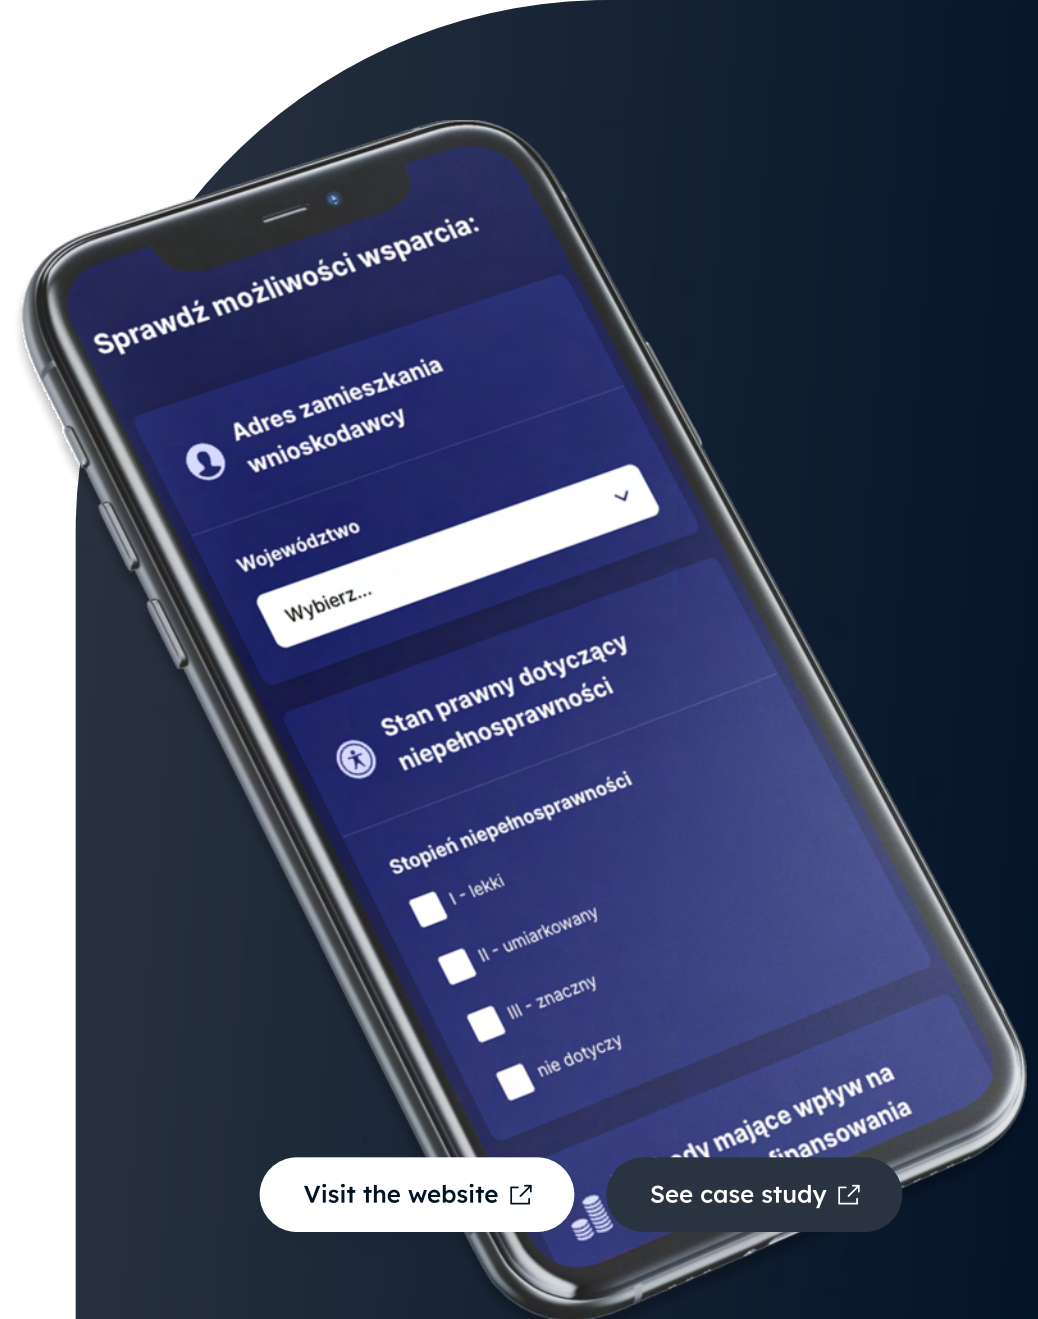 Sprawdź możliwości wsparcia:
Adres zamieszkania
wnioskodawcy
Województwo
Wybierz...
Stan prawny dotyczący
niepełnosprawności
Stopień niepełnosprawności
I - lekki
II - umiarkowany
III - znaczny
nie dotyczy
mające wpływ na
finansowania
Visit the website
See case study